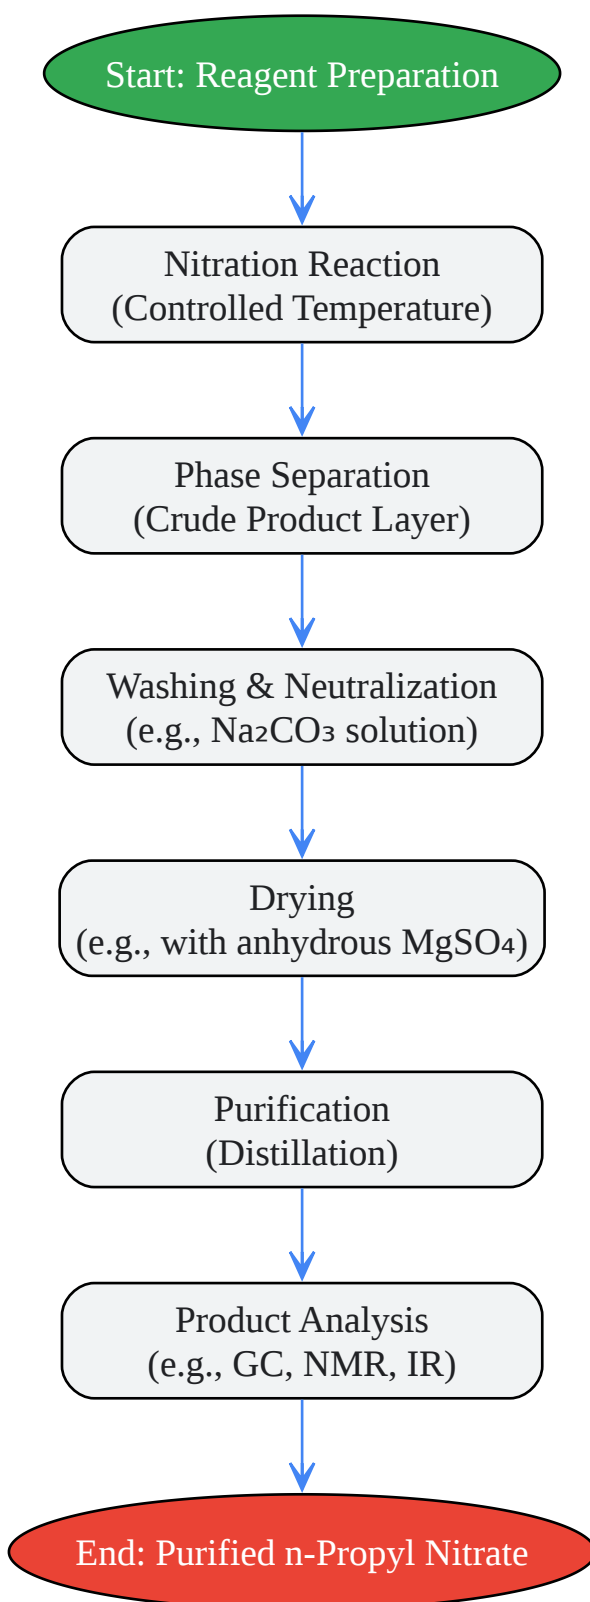 Start: Reagent Preparation
Nitration Reaction
(Controlled Temperature)
Phase Separation
(Crude Product Layer)
Washing & Neutralization
(e.g., Na₂CO₃ solution)
Drying
(e.g., with anhydrous MgSO₄)
Purification
(Distillation)
Product Analysis
(e.g., GC, NMR, IR)
End: Purified n-Propyl Nitrate